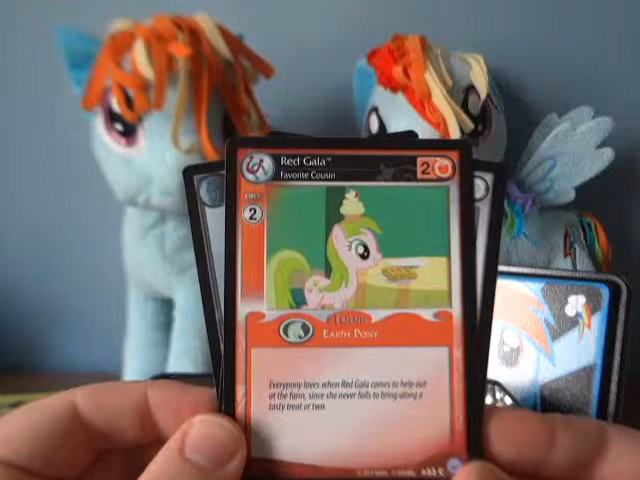 Red Gala™
2
Favorite Cousin
COST
2
FRIEND
EARTH PONY
Everypony loves when Red Gala comes to help out
at the farm, since she never fails to bring along a
tasty treat or two.